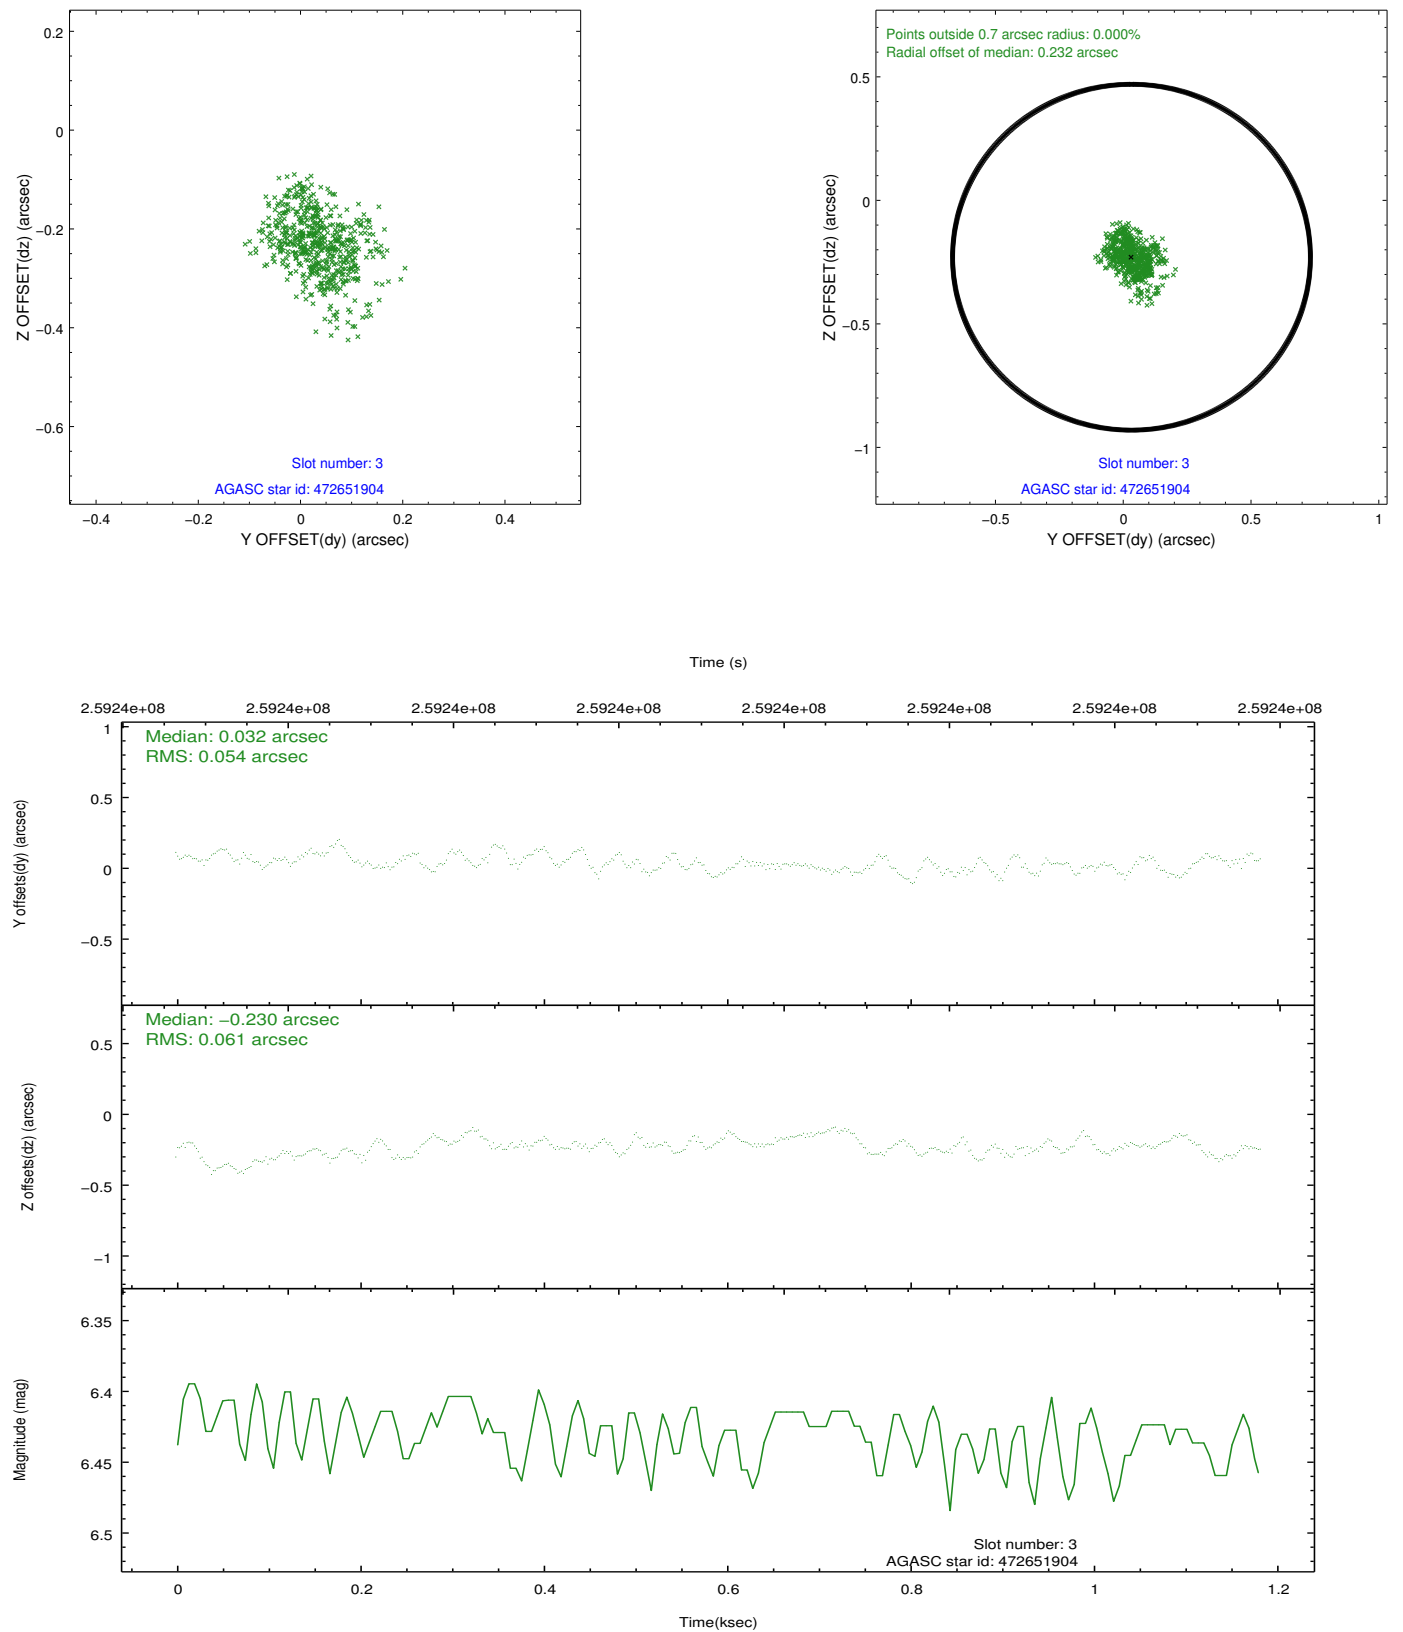 0.2
0
−0.2
−0.4
−0.6
Z OFFSET(dz) (arcsec)
Slot number: 3
AGASC star id: 472651904
−0.4
−0.2
0
0.2
0.4
Y OFFSET(dy) (arcsec)
Points outside 0.7 arcsec radius: 0.000%
Radial offset of median: 0.232 arcsec
0.5
0
−0.5
−1
Z OFFSET(dz) (arcsec)
Slot number: 3
AGASC star id: 472651904
−0.5
0
0.5
1
Y OFFSET(dy) (arcsec)
Time (s)
2.5924e+08 2.5924e+08 2.5924e+08 2.5924e+08 2.5924e+08 2.5924e+08 2.5924e+08 2.5924e+08
Median: 0.032 arcsec
RMS: 0.054 arcsec
1
0.5
0
−0.5
Y offsets(dy) (arcsec)
Median: −0.230 arcsec
RMS: 0.061 arcsec
0.5
0
−0.5
−1
Z offsets(dz) (arcsec)
6.35
6.4
6.45
6.5
Magnitude (mag)
Slot number: 3
AGASC star id: 472651904
0 0.2 0.4 0.6 0.8 1 1.2
Time(ksec)